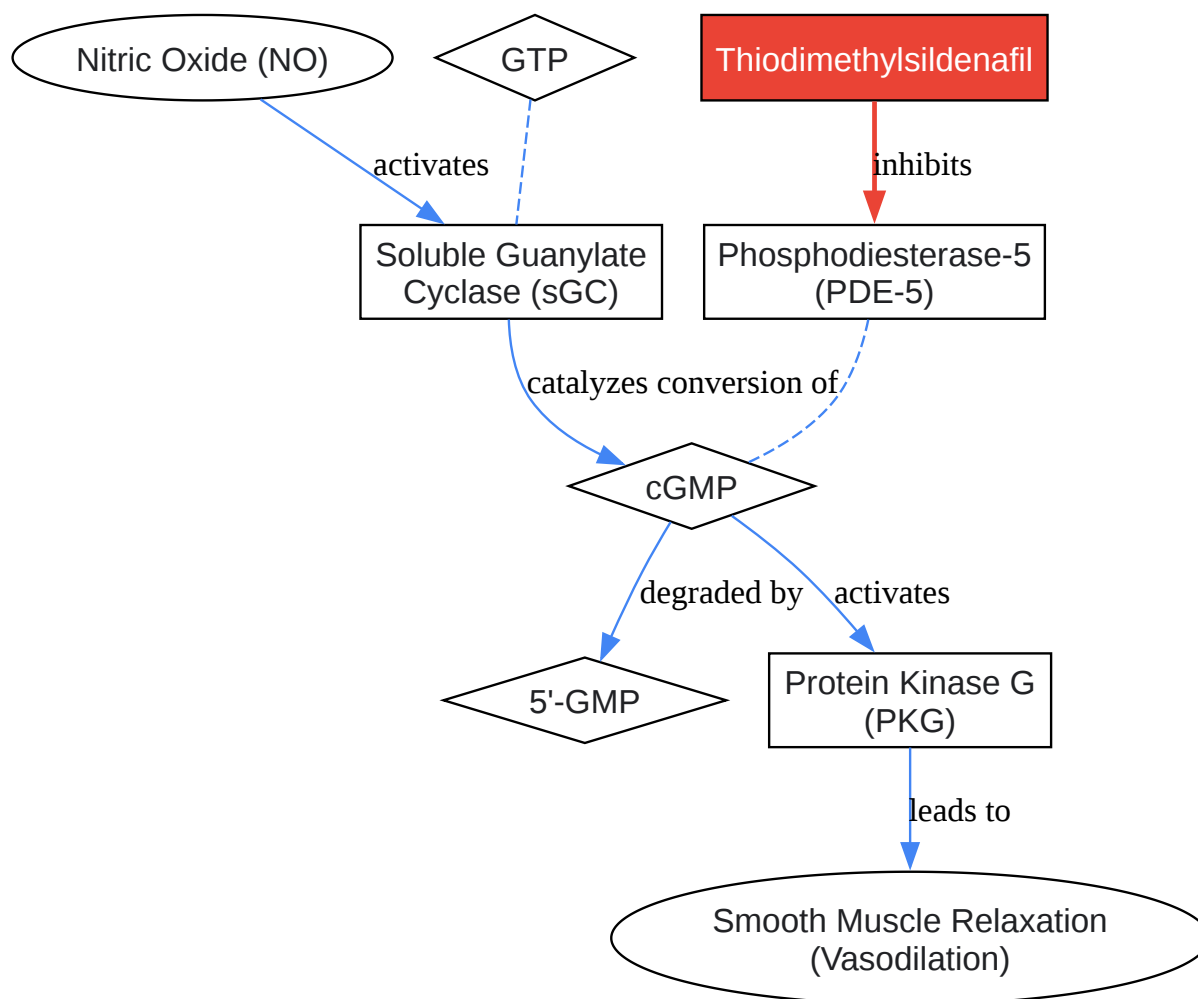 Nitric Oxide (NO)
GTP
Thiodimethylsildenafil
activates
inhibits
Soluble Guanylate
Cyclase (sGC)
Phosphodiesterase-5
(PDE-5)
catalyzes conversion of
cGMP
degraded by
activates
5'-GMP
Protein Kinase G
(PKG)
leads to
Smooth Muscle Relaxation
(Vasodilation)